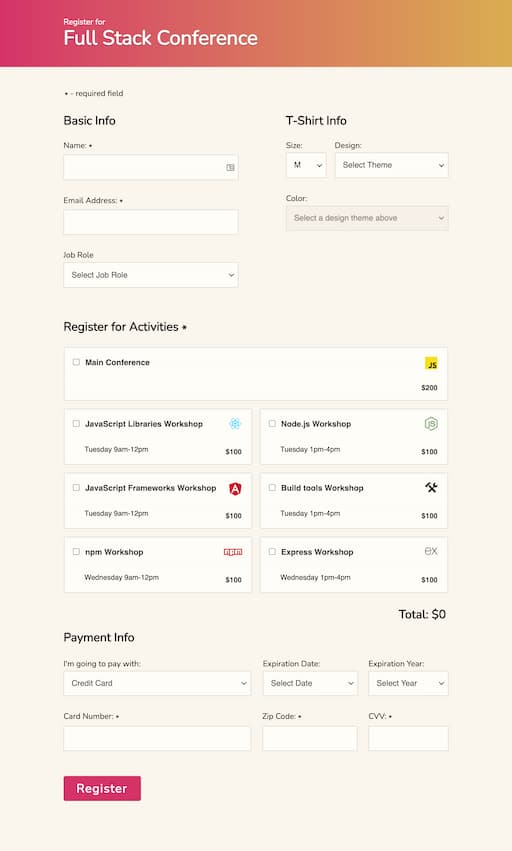 Register for
Full Stack Conference
* - required field
Basic Info
Name: *
Email Address: *
Job Role
Select Job Role
T-Shirt Info
Size:
Design:
M
Select Theme
Color:
Select a design theme above
Register for Activities *
Main Conference
JS
$200
JavaScript Libraries Workshop
Tuesday 9am-12pm
$100
Node.js Workshop
JS
Tuesday 1pm-4pm
$100
JavaScript Frameworks Workshop
A
Tuesday 9am-12pm
$100
Build tools Workshop
Tuesday 1pm-4pm
$100
npm Workshop
npm
Wednesday 9am-12pm
$100
Express Workshop
ex
Wednesday 1pm-4pm
$100
Total: $0
Payment Info
I'm going to pay with:
Credit Card
Expiration Date:
Select Date
Expiration Year:
Select Year
Card Number: *
Zip Code: *
CVV: *
Register